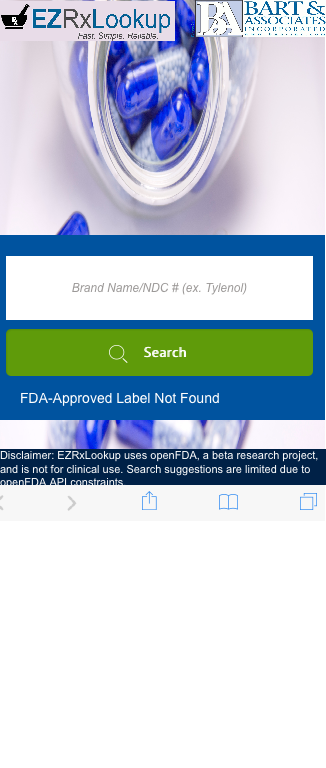 EZRxLookup
Fast. Simple. Reliable.
BART &
ASSOCIATES
INCORPORATED
Brand Name/NDC # (ex. Tylenol)
Search
FDA-Approved Label Not Found
Disclaimer: EZRxLookup uses openFDA, a beta research project,
and is not for clinical use. Search suggestions are limited due to
openFDA API constraints